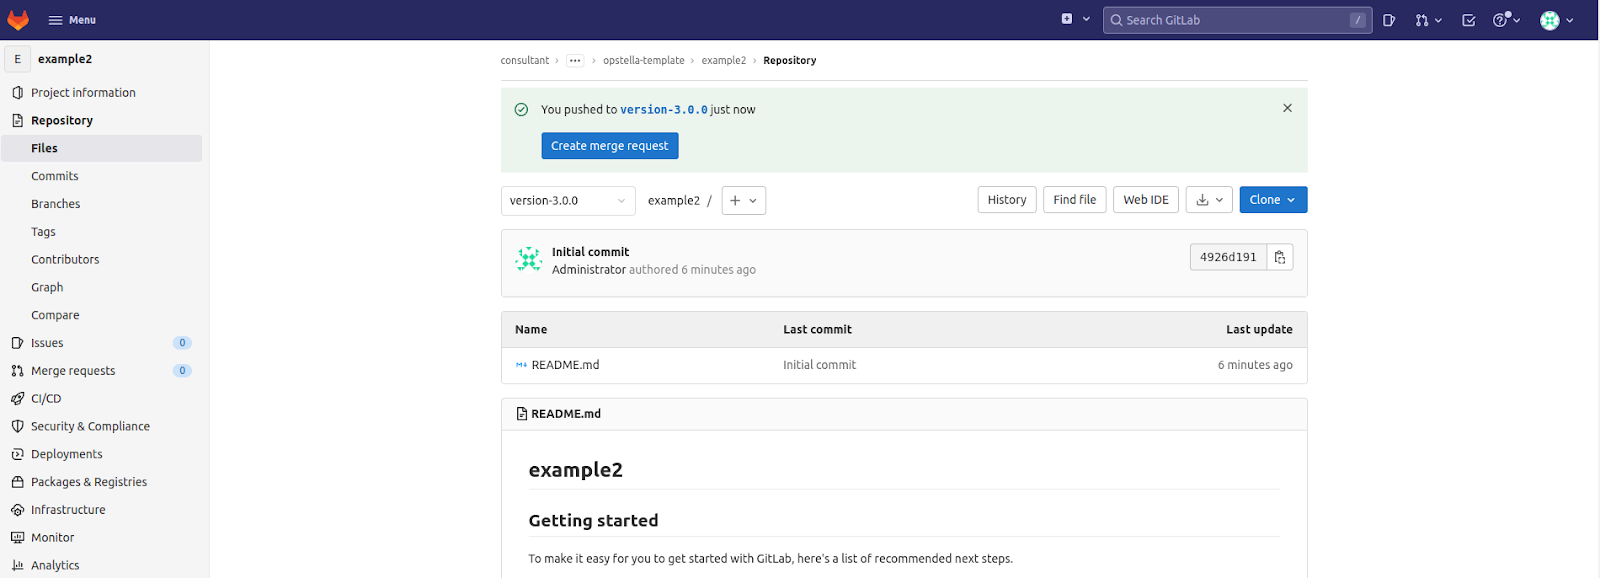 Menu
Search GitLab /
E example2
Project information
Repository
Files
Commits
Branches
Tags
Contributors
Graph
Compare
Issues 0
Merge requests 0
CI/CD
Security & Compliance
Deployments
Packages & Registries
Infrastructure
Monitor
Analytics
consultant › ••• › opstella-template › example2 › Repository
You pushed to version-3.0.0 just now
Create merge request
version-3.0.0 example2 / +
History Find file Web IDE Clone
Initial commit
Administrator authored 6 minutes ago
4926d191
Name Last commit Last update
README.md Initial commit 6 minutes ago
README.md
example2
Getting started
To make it easy for you to get started with GitLab, here's a list of recommended next steps.